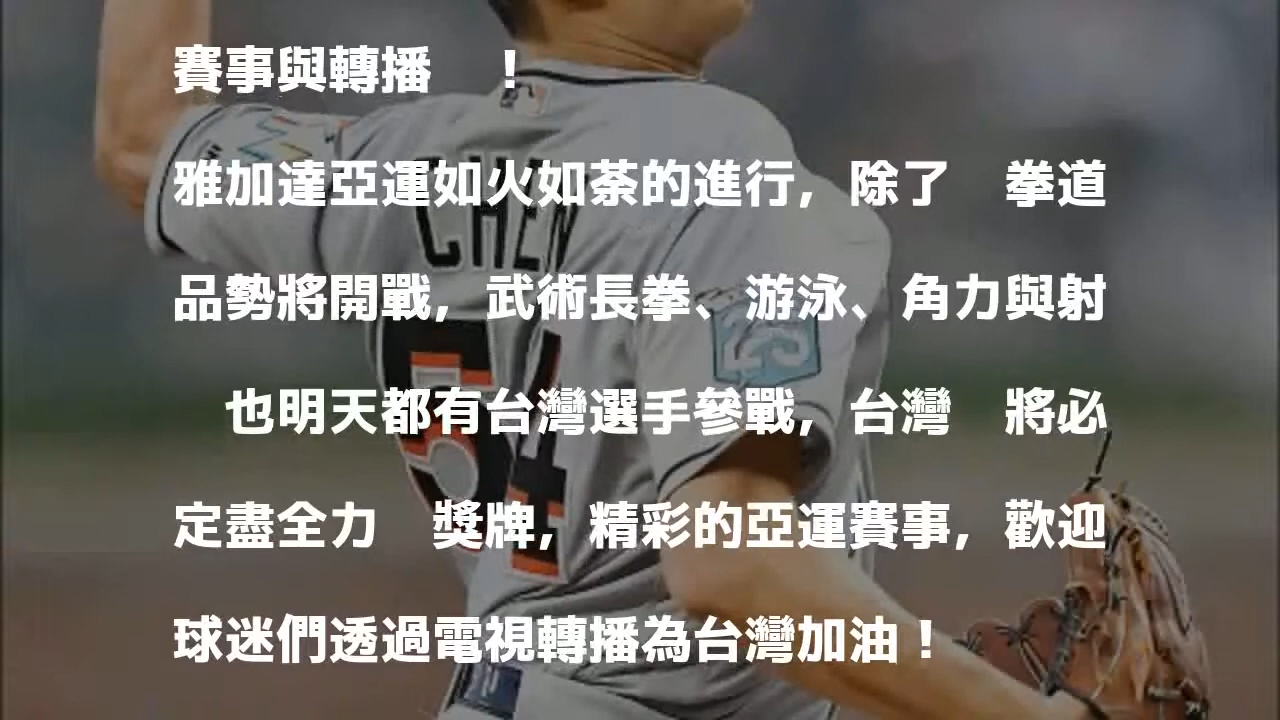 賽事與轉播　！
雅加達亞運如火如荼的進行，除了　拳道
品勢將開戰，武術長拳、游泳、角力與射
　也明天都有台灣選手參戰，台灣　將必
定盡全力　獎牌，精彩的亞運賽事，歡迎
球迷們透過電視轉播為台灣加油！
CHEN
54
25